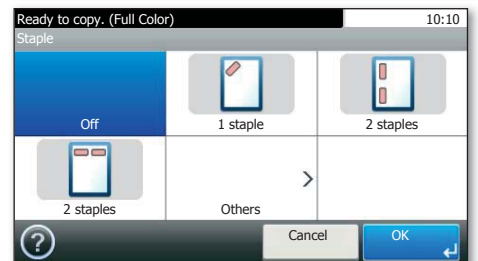 Ready to copy. (Full Color) 10:10
Staple
Off
1 staple
2 staples
2 staples
Others
Cancel
OK
?